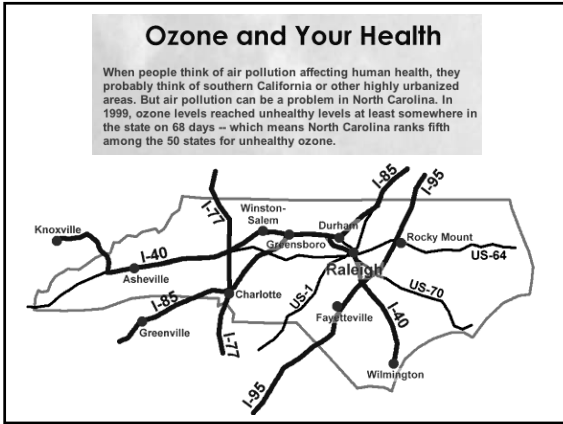 Ozone and Your Health
When people think of air pollution affecting human health, they
probably think of southern California or other highly urbanized
areas. But air pollution can be a problem in North Carolina. In
1999, ozone levels reached unhealthy levels at least somewhere in
the state on 68 days -- which means North Carolina ranks fifth
among the 50 states for unhealthy ozone.
I-85
I-95
I-77
Winston-
Salem
Durham
Knoxville
Greensboro
Rocky Mount
I-40
US-64
Raleigh
Asheville
I-85
Charlotte
US-1
US-70
Greenville
Fayetteville
I-40
I-77
Wilmington
I-95